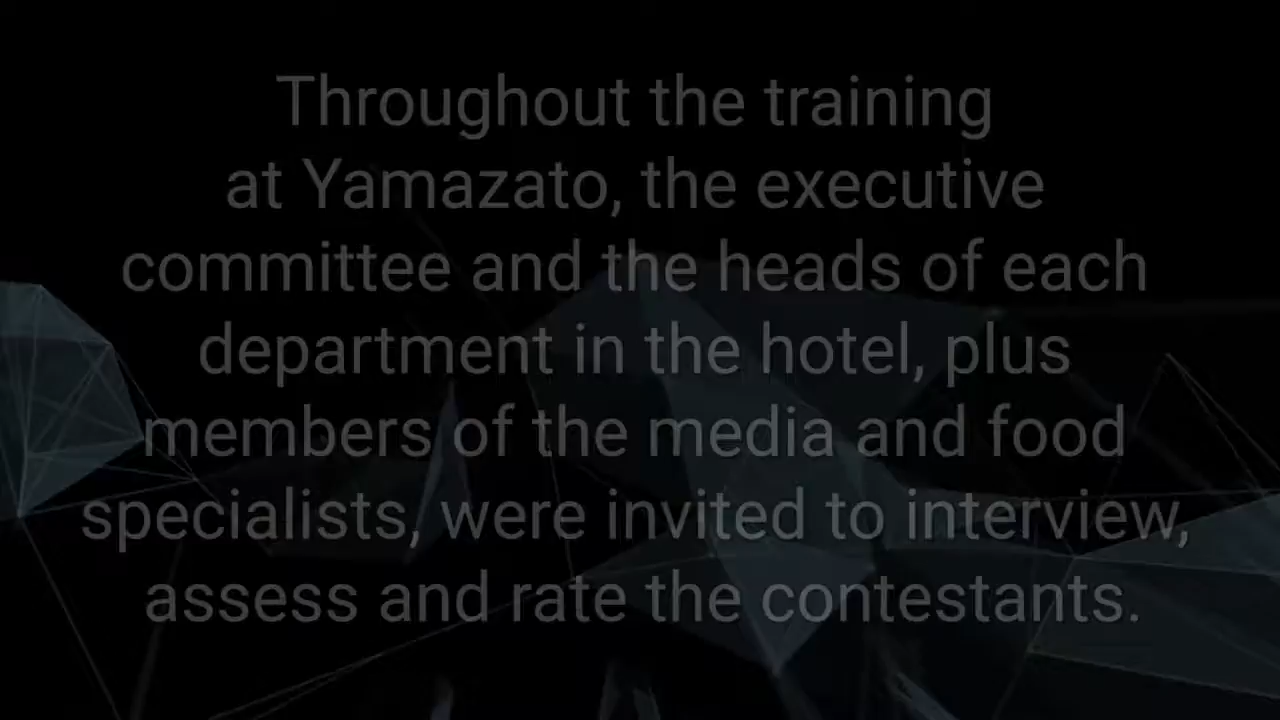 Throughout the training
at Yamazato, the executive
committee and the heads of each
department in the hotel, plus
members of the media and food
specialists, were invited to interview,
assess and rate the contestants.